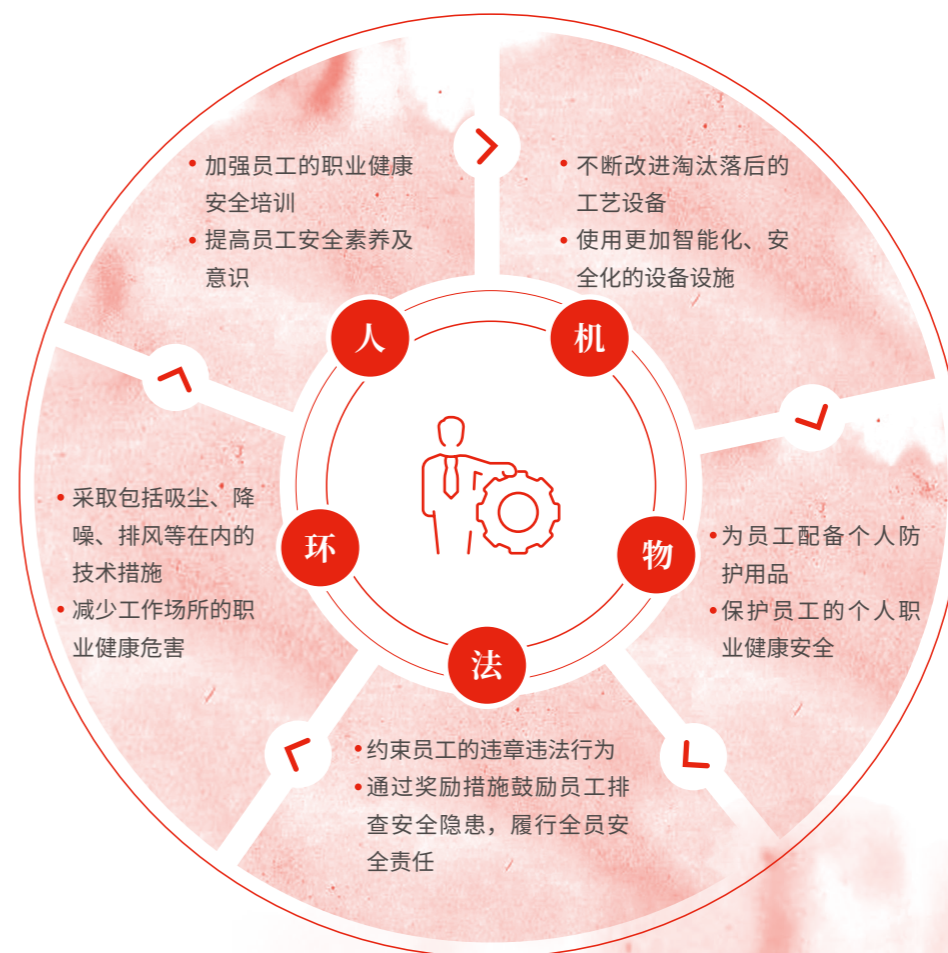 加强员工的职业健康
安全培训
提高员工安全素养及
意识
人
不断改进淘汰落后的
工艺设备
使用更加智能化、安
全化的设备设施
机
为员工配备个人防
护用品
保护员工的个人职
业健康安全
物
约束员工的违章违法行为
通过奖励措施鼓励员工排
查安全隐患，履行全员安
全责任
法
采取包括吸尘、降
噪、排风等在内的
技术措施
减少工作场所的职
业健康危害
环